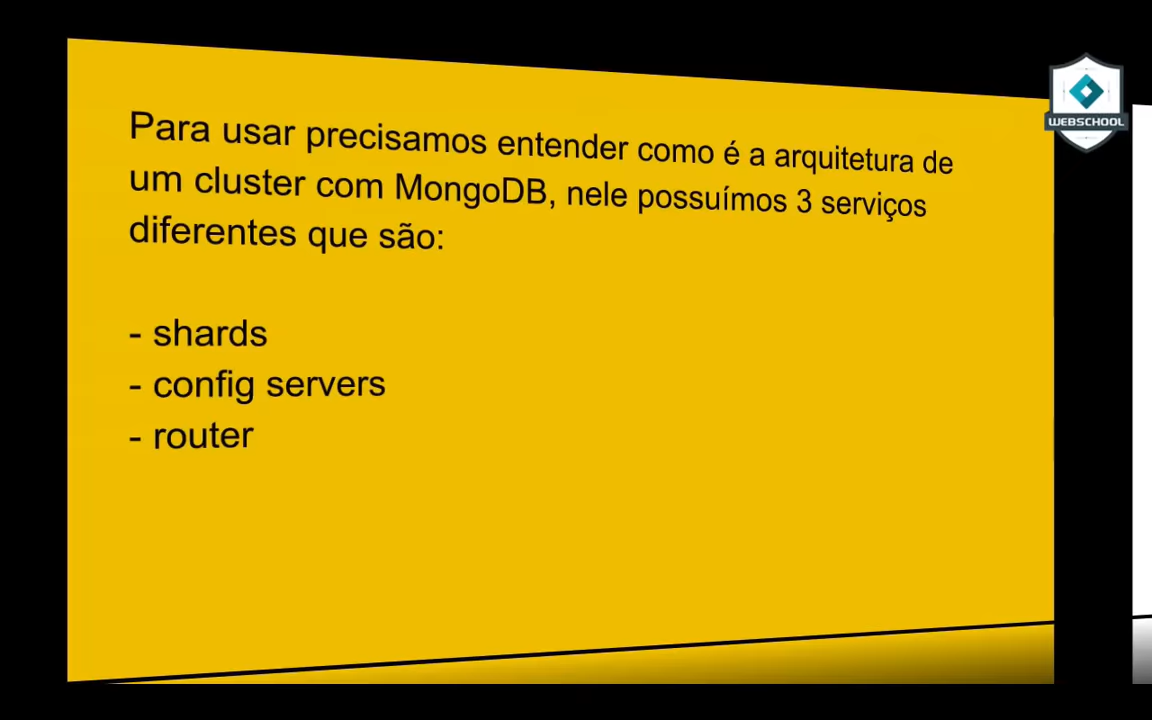 Para usar precisamos entender como é a arquitetura de
um cluster com MongoDB, nele possuímos 3 serviços
diferentes que são:
- shards
- config servers
- router
WEBSCHOOL